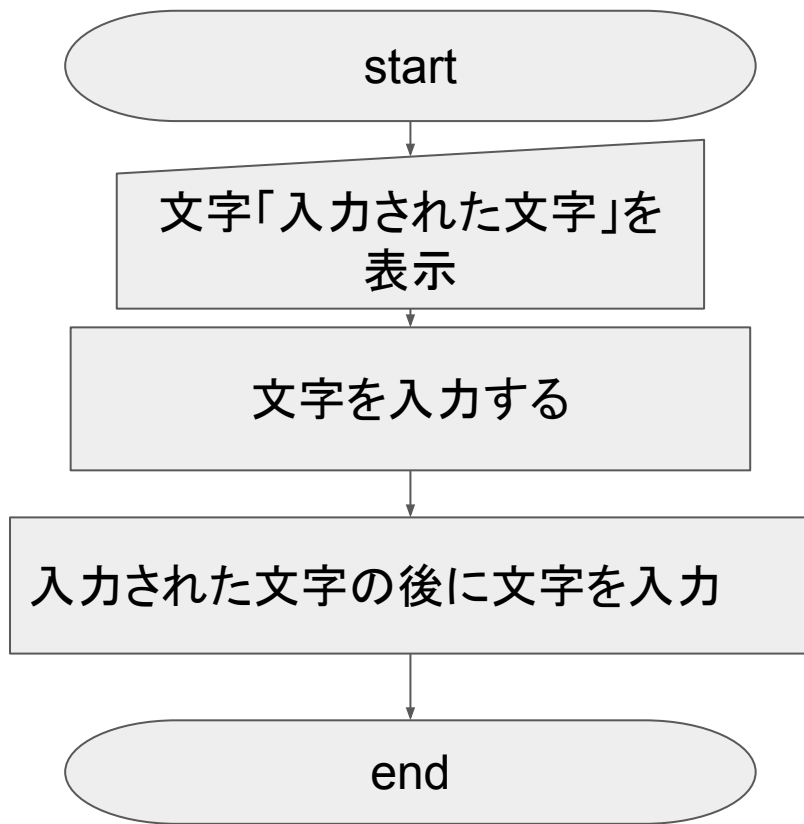 start
文字「入力された文字」を
表示
文字を入力する
入力された文字の後に文字を入力
end